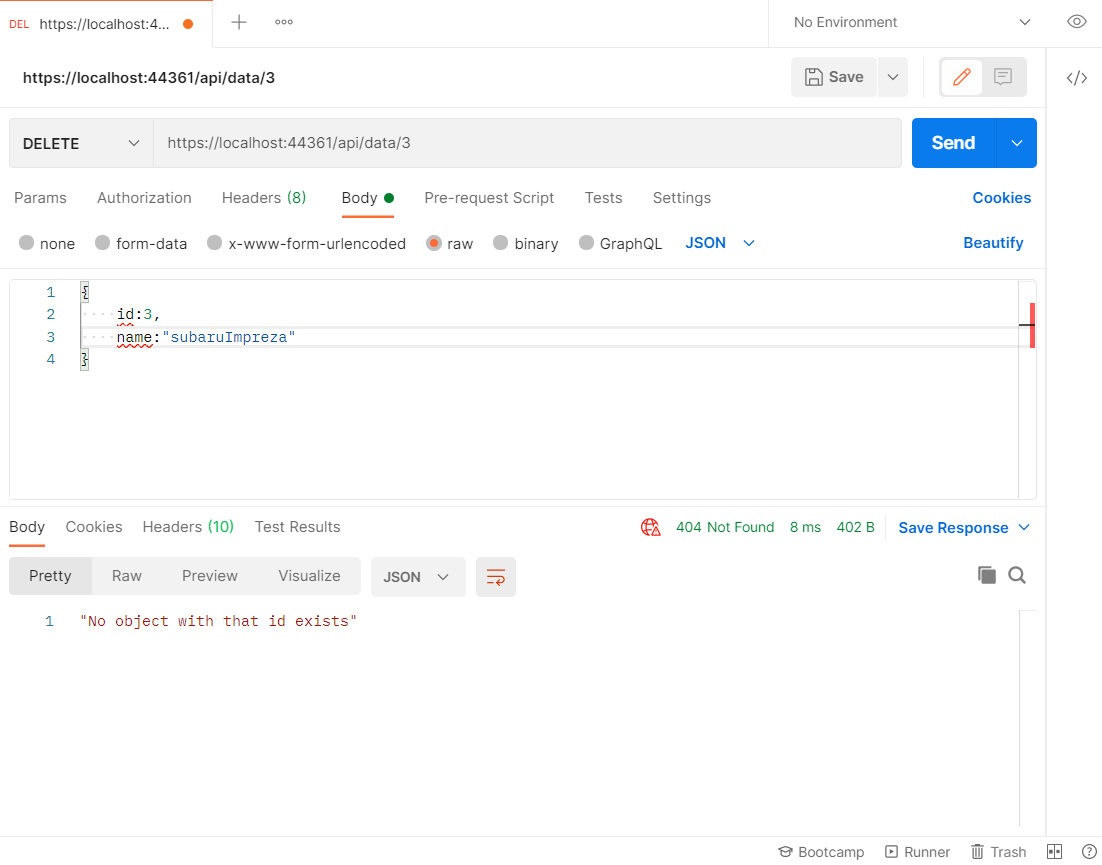 DEL https://localhost:4... No Environment
https://localhost:44361/api/data/3 Save </>
DELETE https://localhost:44361/api/data/3 Send
Params Authorization Headers (8) Body Pre-request Script Tests Settings Cookies
none form-data x-www-form-urlencoded raw binary GraphQL JSON Beautify
1 {
2 ····id:3,
3 ····name:"subaruImpreza"
4 }
Body Cookies Headers (10) Test Results 404 Not Found 8 ms 402 B Save Response
Pretty Raw Preview Visualize JSON
1 "No object with that id exists"
Bootcamp Runner Trash ?